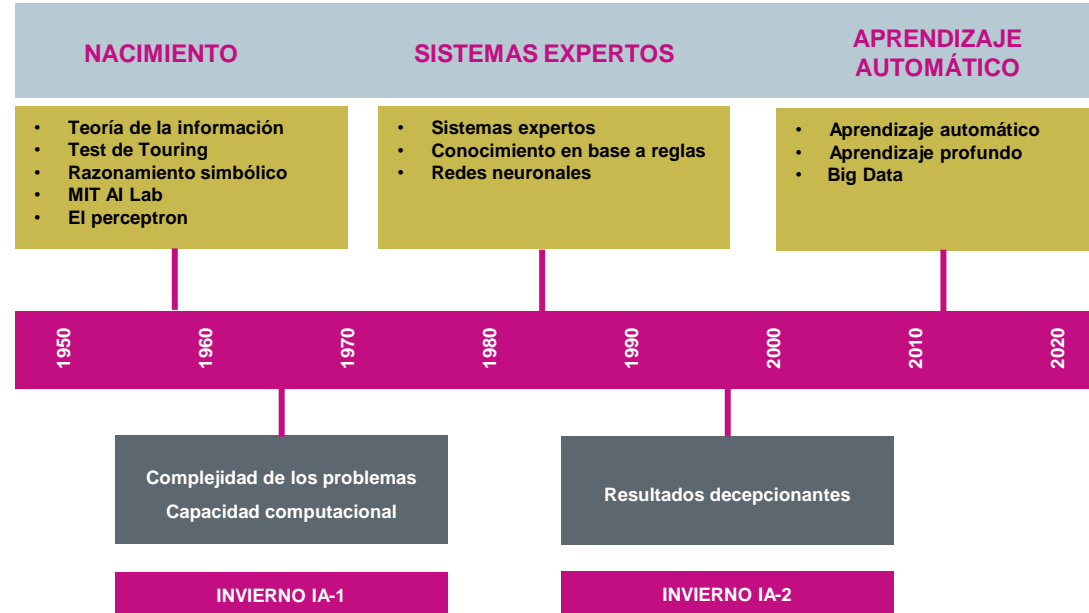 NACIMIENTO
SISTEMAS EXPERTOS
APRENDIZAJE
AUTOMÁTICO
• Teoría de la información
• Test de Touring
• Razonamiento simbólico
• MIT AI Lab
• El perceptron
• Sistemas expertos
• Conocimiento en base a reglas
• Redes neuronales
• Aprendizaje automático
• Aprendizaje profundo
• Big Data
1950
1960
1970
1980
1990
2000
2010
2020
Complejidad de los problemas
Capacidad computacional
Resultados decepcionantes
INVIERNO IA-1
INVIERNO IA-2